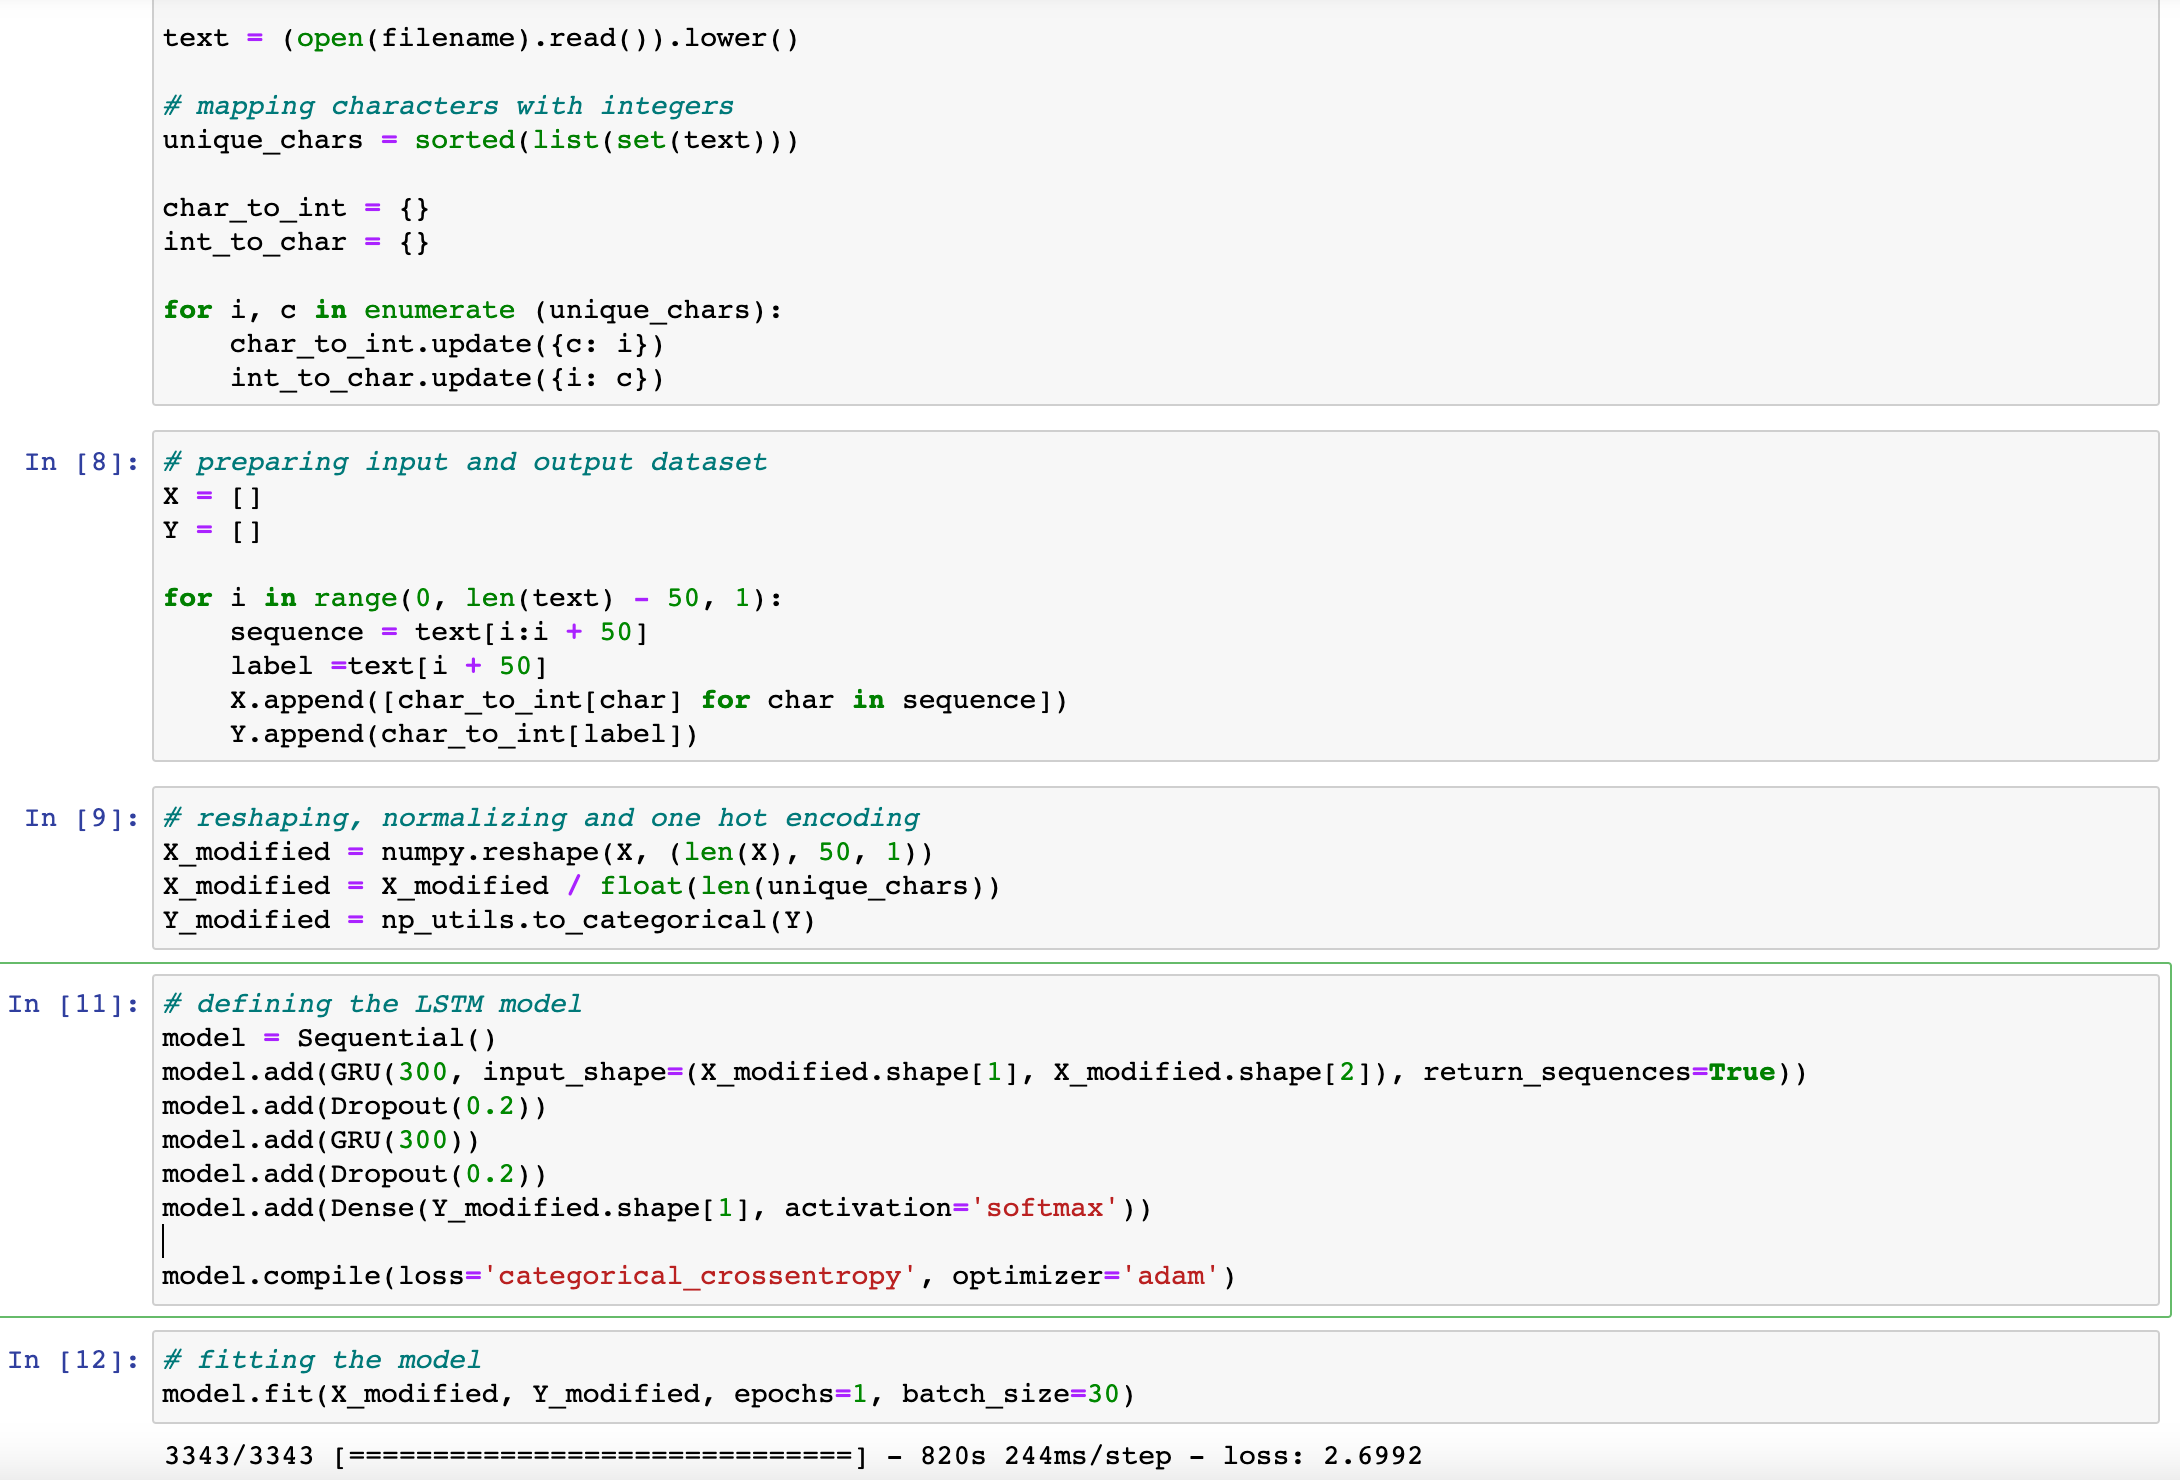 text = (open(filename).read()).lower()
# mapping characters with integers
unique_chars = sorted(list(set(text)))
char_to_int = {}
int_to_char = {}
for i, c in enumerate (unique_chars):
    char_to_int.update({c: i})
    int_to_char.update({i: c})
In [8]: # preparing input and output dataset
X = []
Y = []
for i in range(0, len(text) - 50, 1):
    sequence = text[i:i + 50]
    label =text[i + 50]
    X.append([char_to_int[char] for char in sequence])
    Y.append(char_to_int[label])
In [9]: # reshaping, normalizing and one hot encoding
X_modified = numpy.reshape(X, (len(X), 50, 1))
X_modified = X_modified / float(len(unique_chars))
Y_modified = np_utils.to_categorical(Y)
In [11]: # defining the LSTM model
model = Sequential()
model.add(GRU(300, input_shape=(X_modified.shape[1], X_modified.shape[2]), return_sequences=True))
model.add(Dropout(0.2))
model.add(GRU(300))
model.add(Dropout(0.2))
model.add(Dense(Y_modified.shape[1], activation='softmax'))
model.compile(loss='categorical_crossentropy', optimizer='adam')
In [12]: # fitting the model
model.fit(X_modified, Y_modified, epochs=1, batch_size=30)
3343/3343 [==============================] - 820s 244ms/step - loss: 2.6992